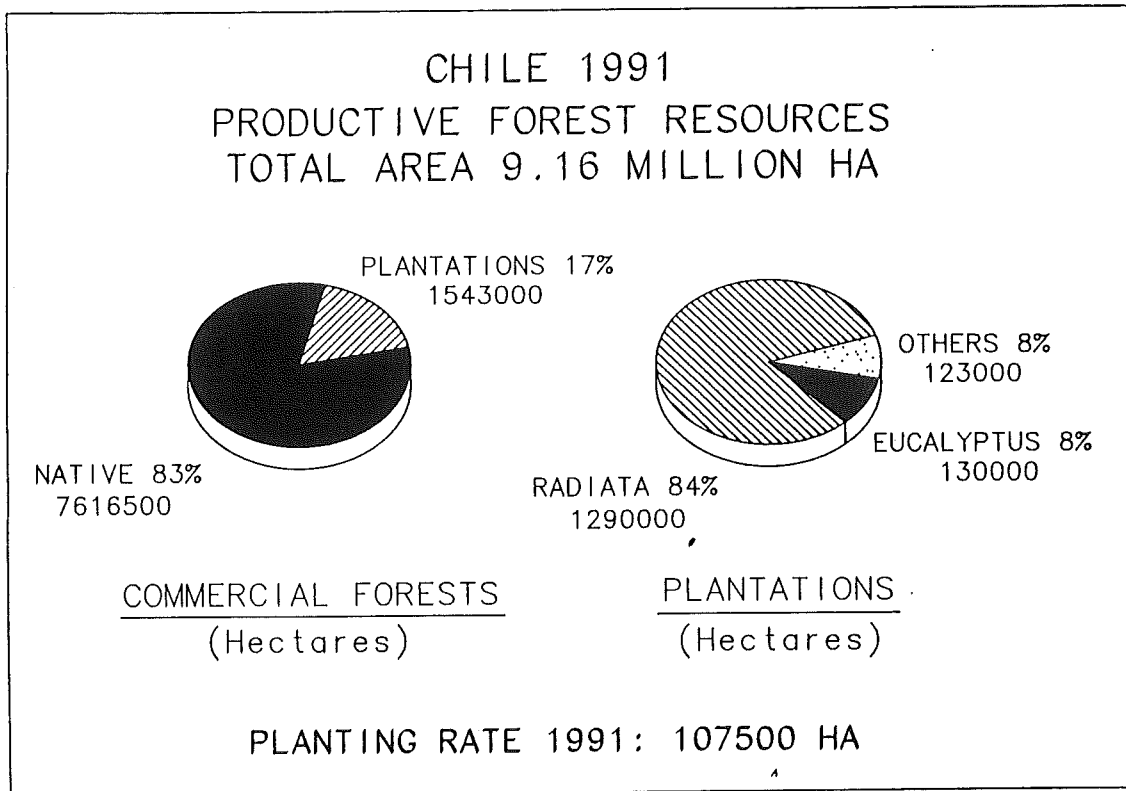 CHILE 1991
PRODUCTIVE FOREST RESOURCES
TOTAL AREA 9.16 MILLION HA
PLANTATIONS 17%
1543000
NATIVE 83%
7616500
COMMERCIAL FORESTS
(Hectares)
OTHERS 8%
123000
EUCALYPTUS 8%
130000
RADIATA 84%
1290000
PLANTATIONS
(Hectares)
PLANTING RATE 1991: 107500 HA